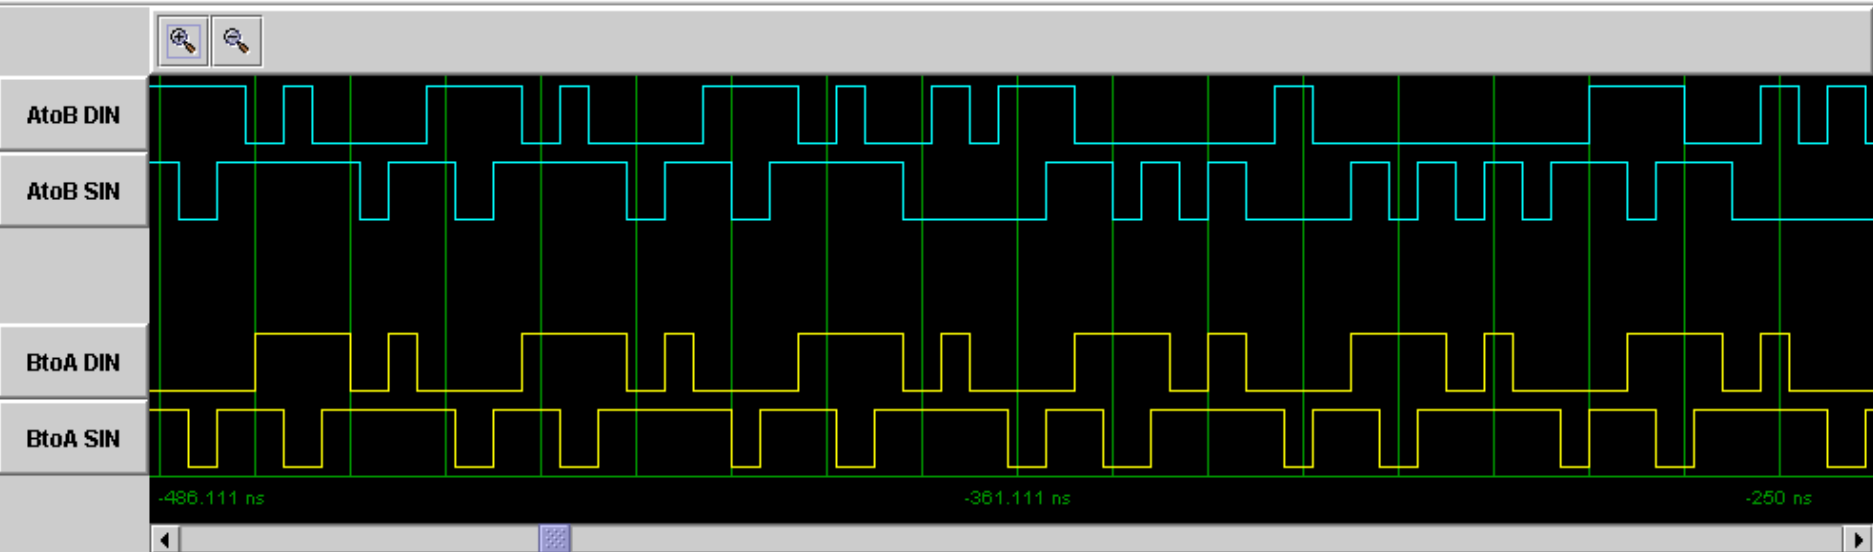 AtoB DIN
AtoB SIN
BtoA DIN
BtoA SIN
-486.111 ns -361.111 ns -250 ns